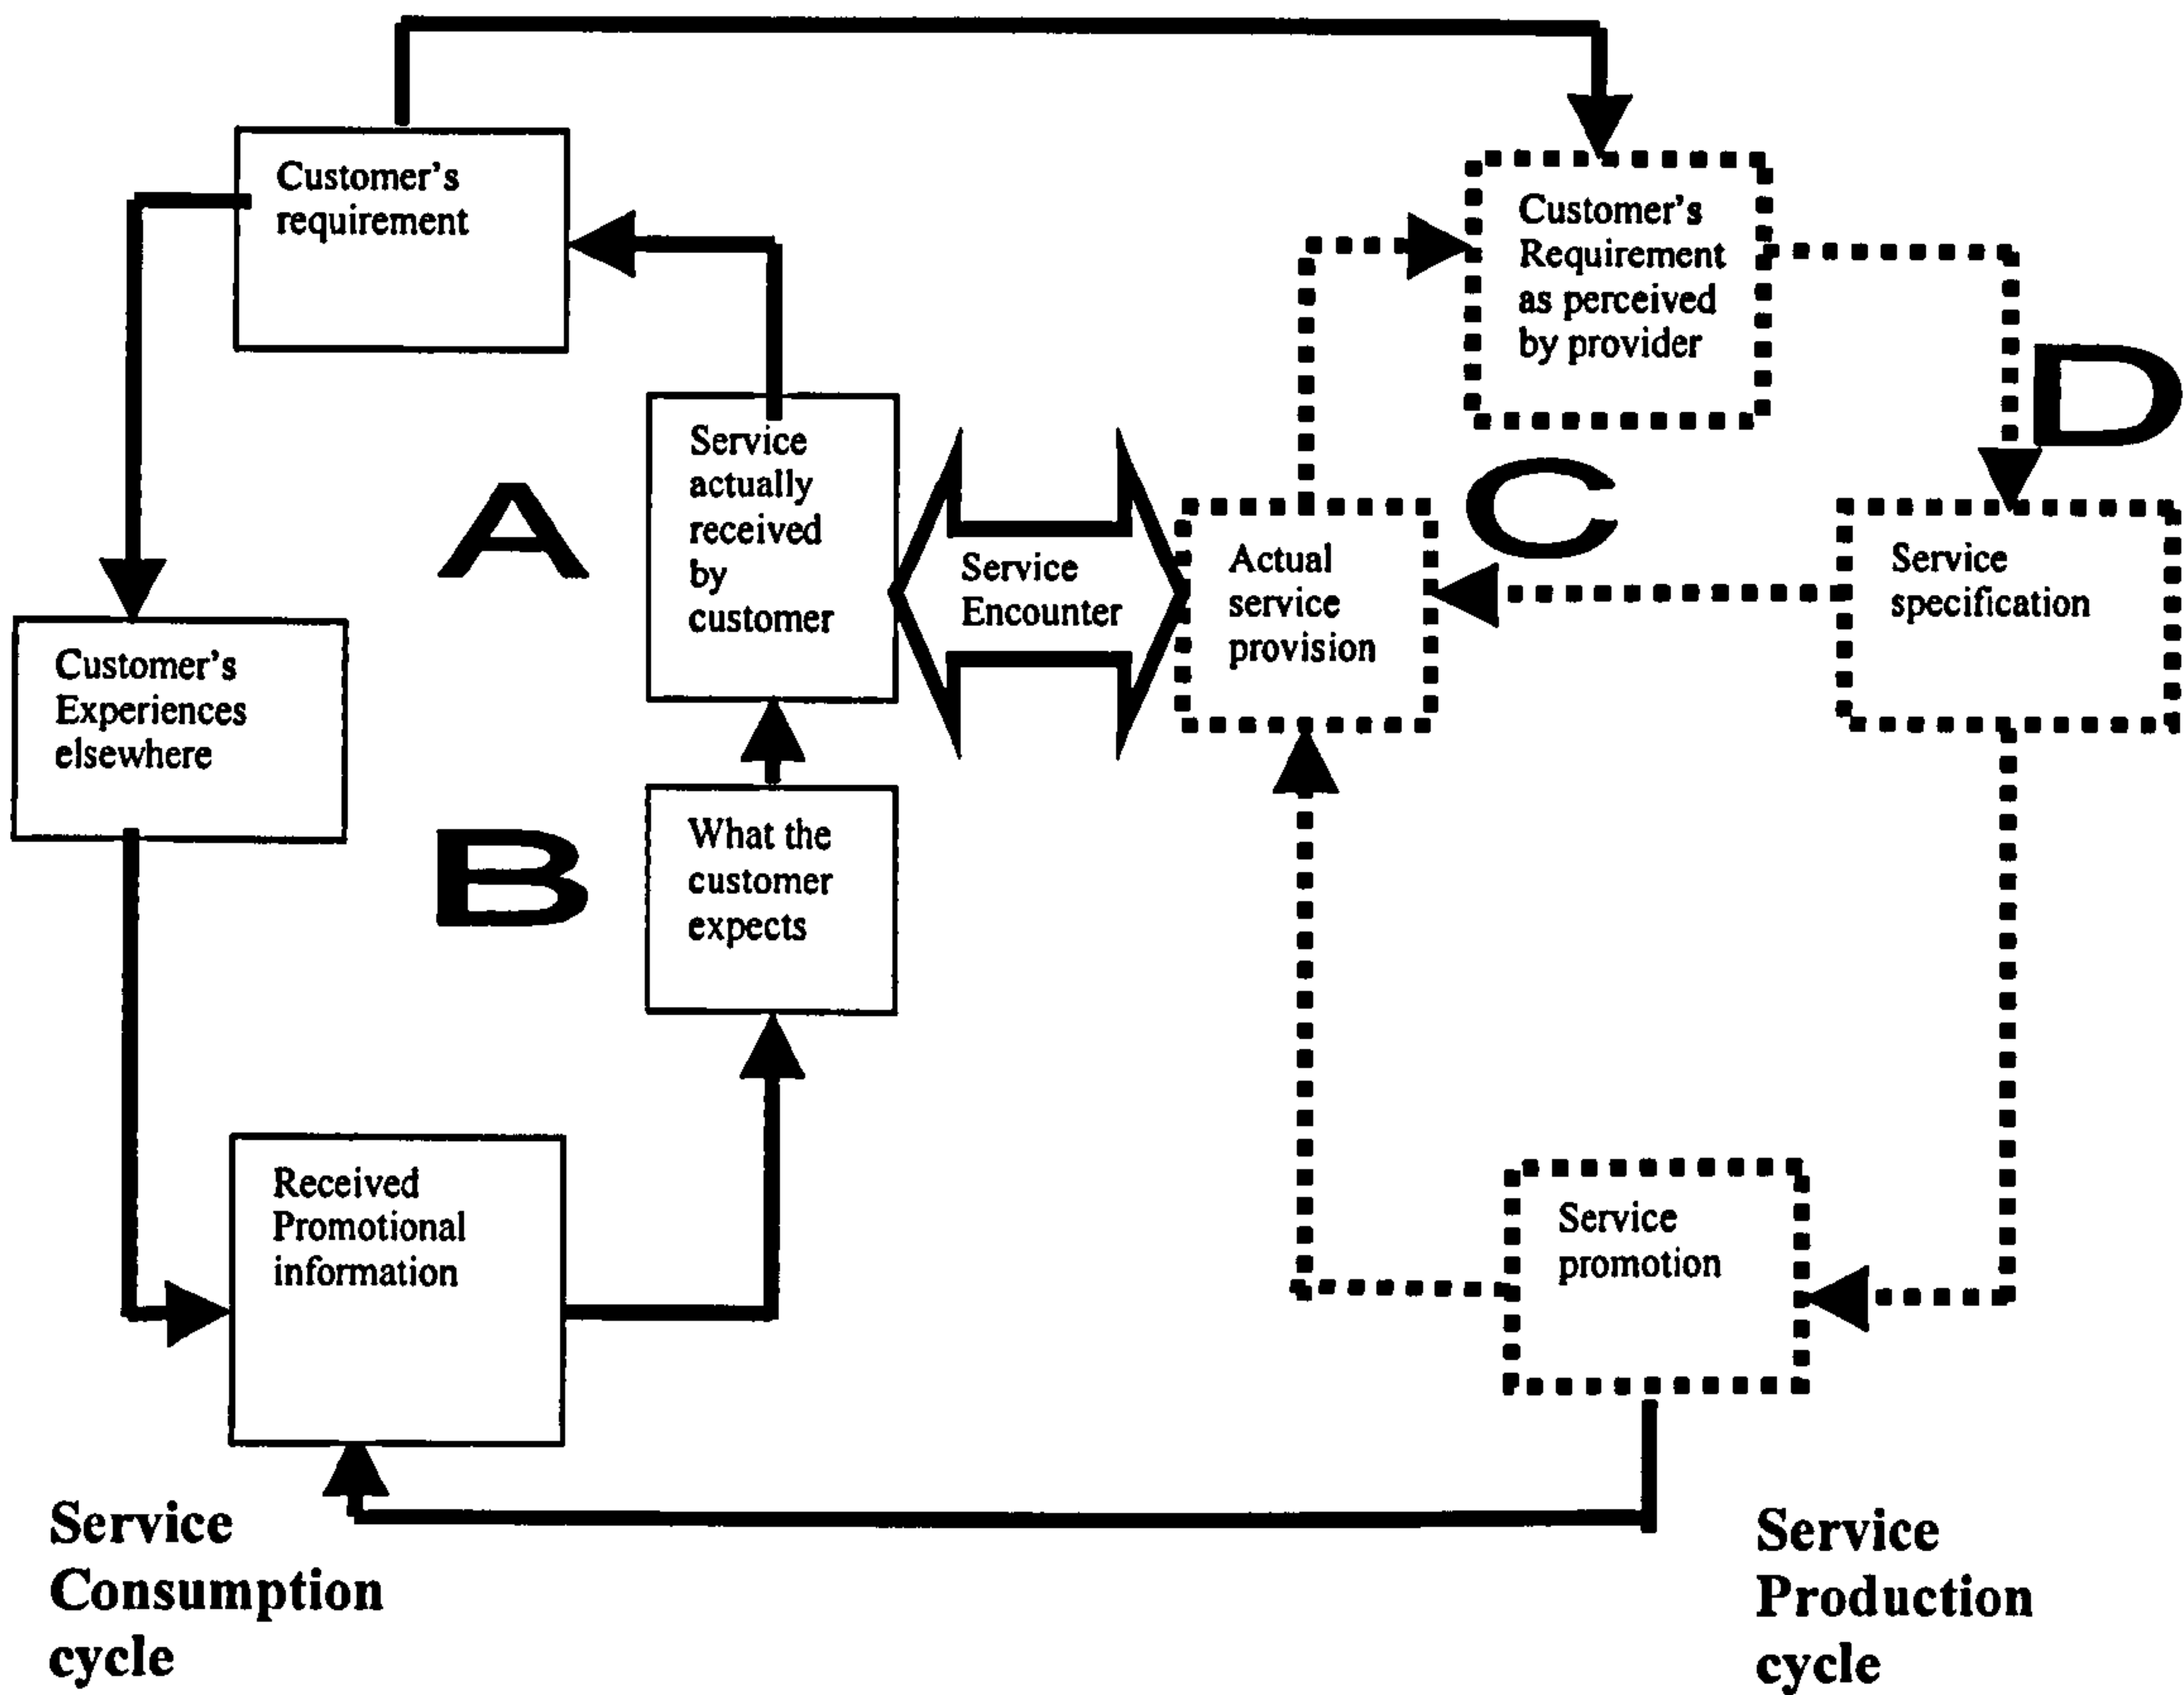 Customer's
requirement
Customer's
Requirement
as perceived
by provider
D
Service
actually
received
by
customer
A
C
Service
Encounter
Actual
service
provision
Service
specification
Customer's
Experiences
elsewhere
B
What the
customer
expects
Received
Promotional
information
Service
promotion
Service
Consumption
cycle
Service
Production
cycle